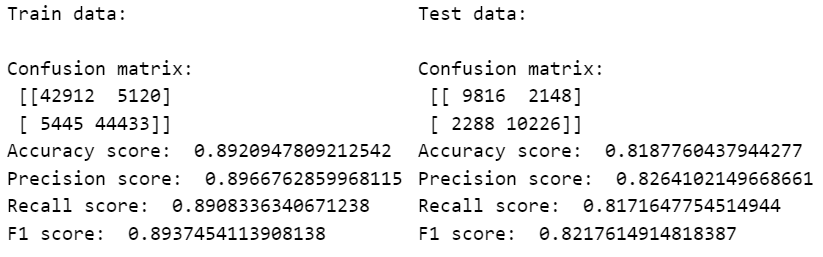 Train data:
Confusion matrix:
[[42912 5120]
[ 5445 44433]]
Accuracy score: 0.8920947809212542
Precision score: 0.8966762859968115
Recall score: 0.8908336340671238
F1 score: 0.8937454113908138
Test data:
Confusion matrix:
[[ 9816 2148]
[ 2288 10226]]
Accuracy score: 0.8187760437944277
Precision score: 0.8264102149668661
Recall score: 0.8171647754514944
F1 score: 0.8217614914818387